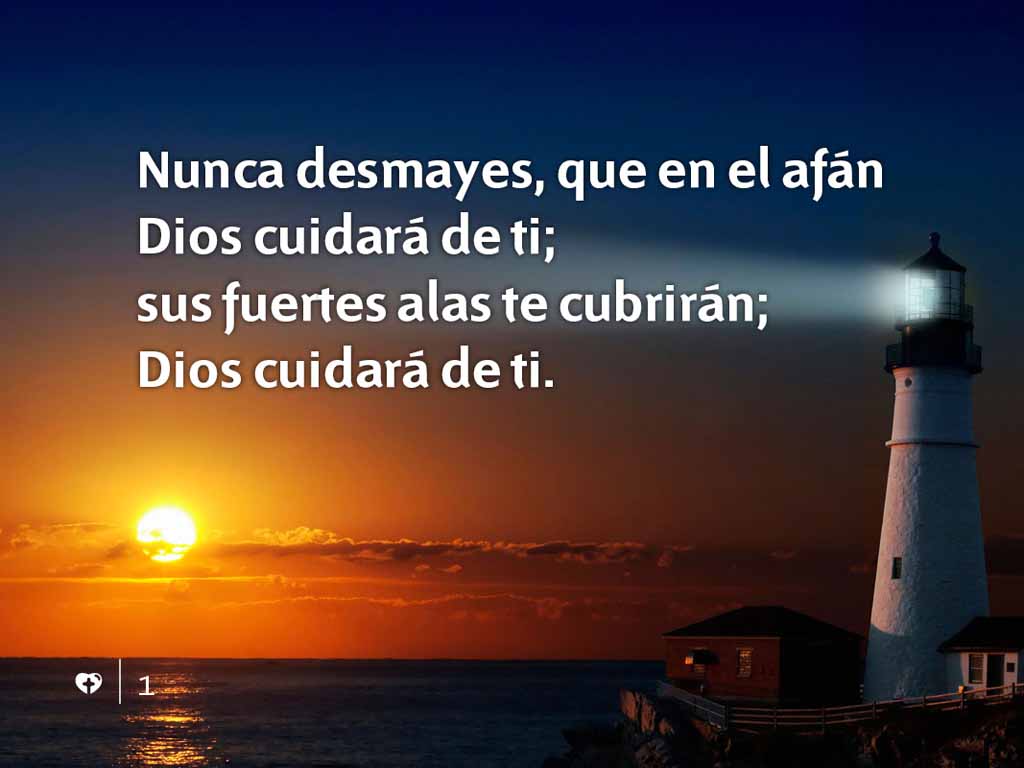 Nunca desmayes, que en el afán
Dios cuidará de ti;
sus fuertes alas te cubrirán;
Dios cuidará de ti.
1